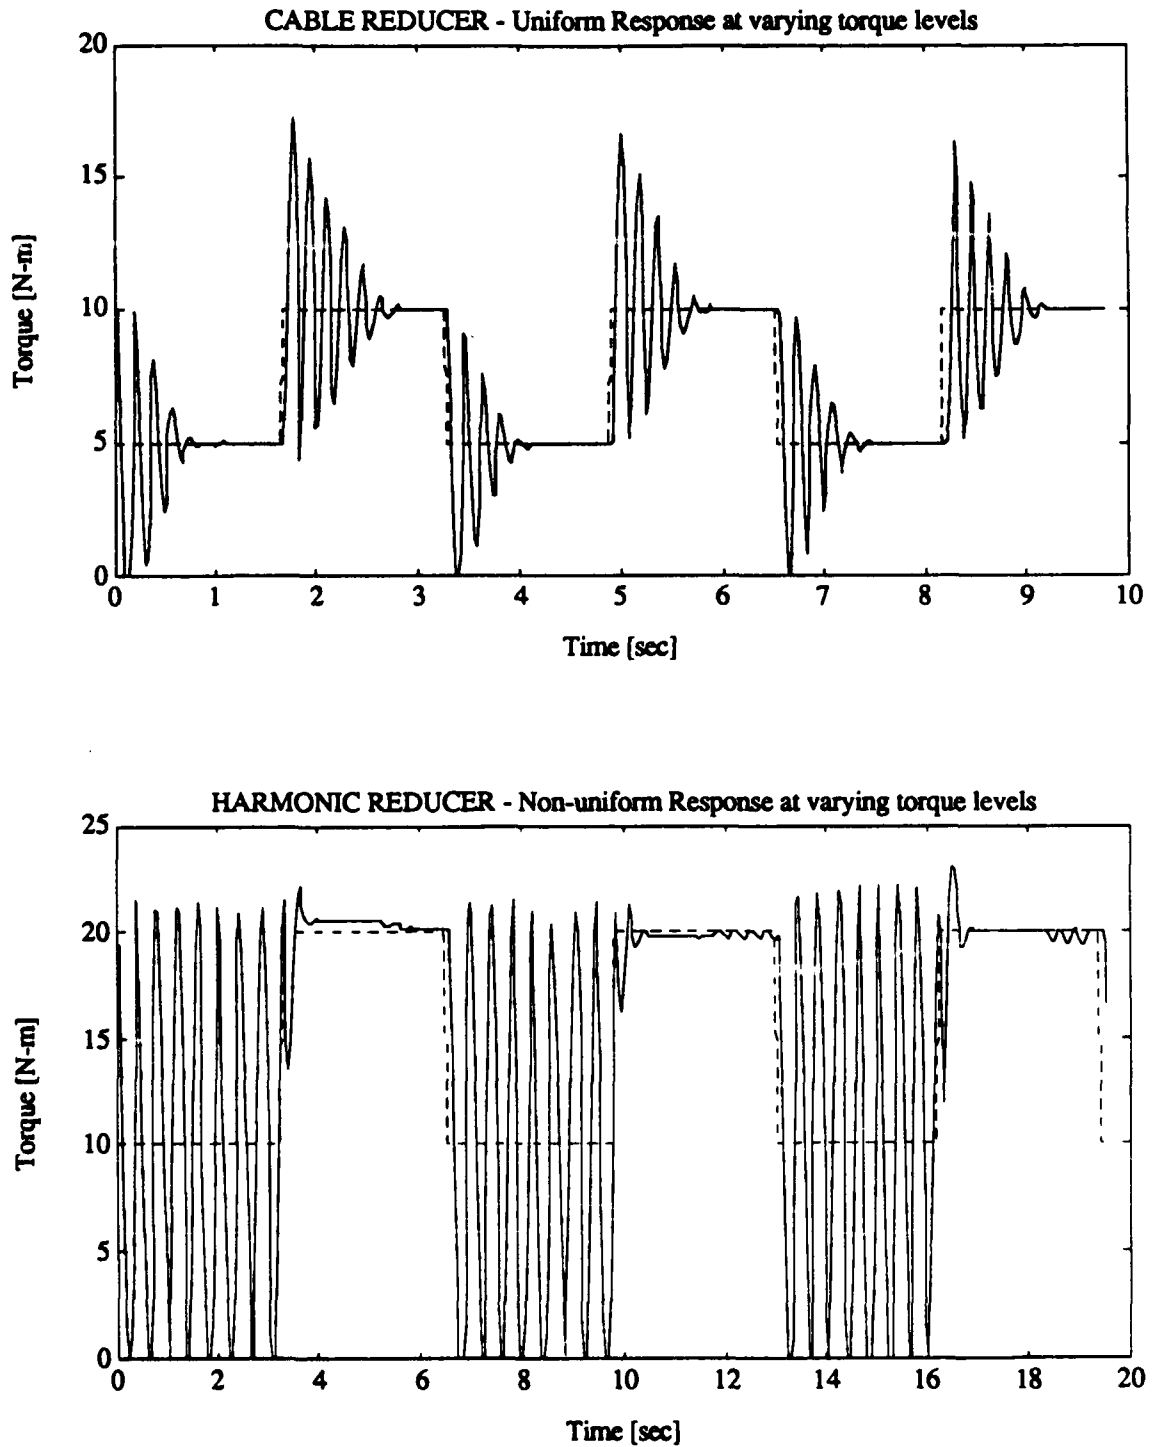 CABLE REDUCER - Uniform Response at varying torque levels
20
15
10
5
0
Torque [N-m]
0 1 2 3 4 5 6 7 8 9 10
Time [sec]
HARMONIC REDUCER - Non-uniform Response at varying torque levels
25
20
15
10
5
0
Torque [N-m]
0 2 4 6 8 10 12 14 16 18 20
Time [sec]